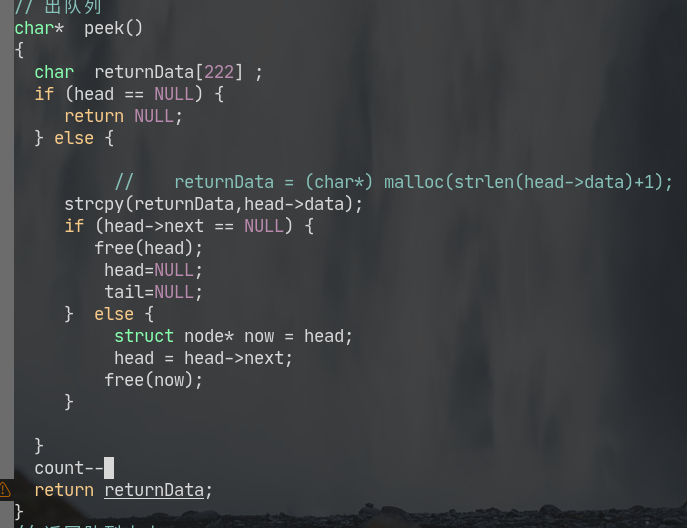 // 出队列
char*  peek()
{
  char  returnData[222] ;
  if (head == NULL) {
     return NULL;
  } else {
          //    returnData = (char*) malloc(strlen(head->data)+1);
     strcpy(returnData,head->data);
     if (head->next == NULL) {
        free(head);
         head=NULL;
         tail=NULL;
     }  else {
          struct node* now = head;
          head = head->next;
         free(now);
     }
  }
  count--
  return returnData;
}